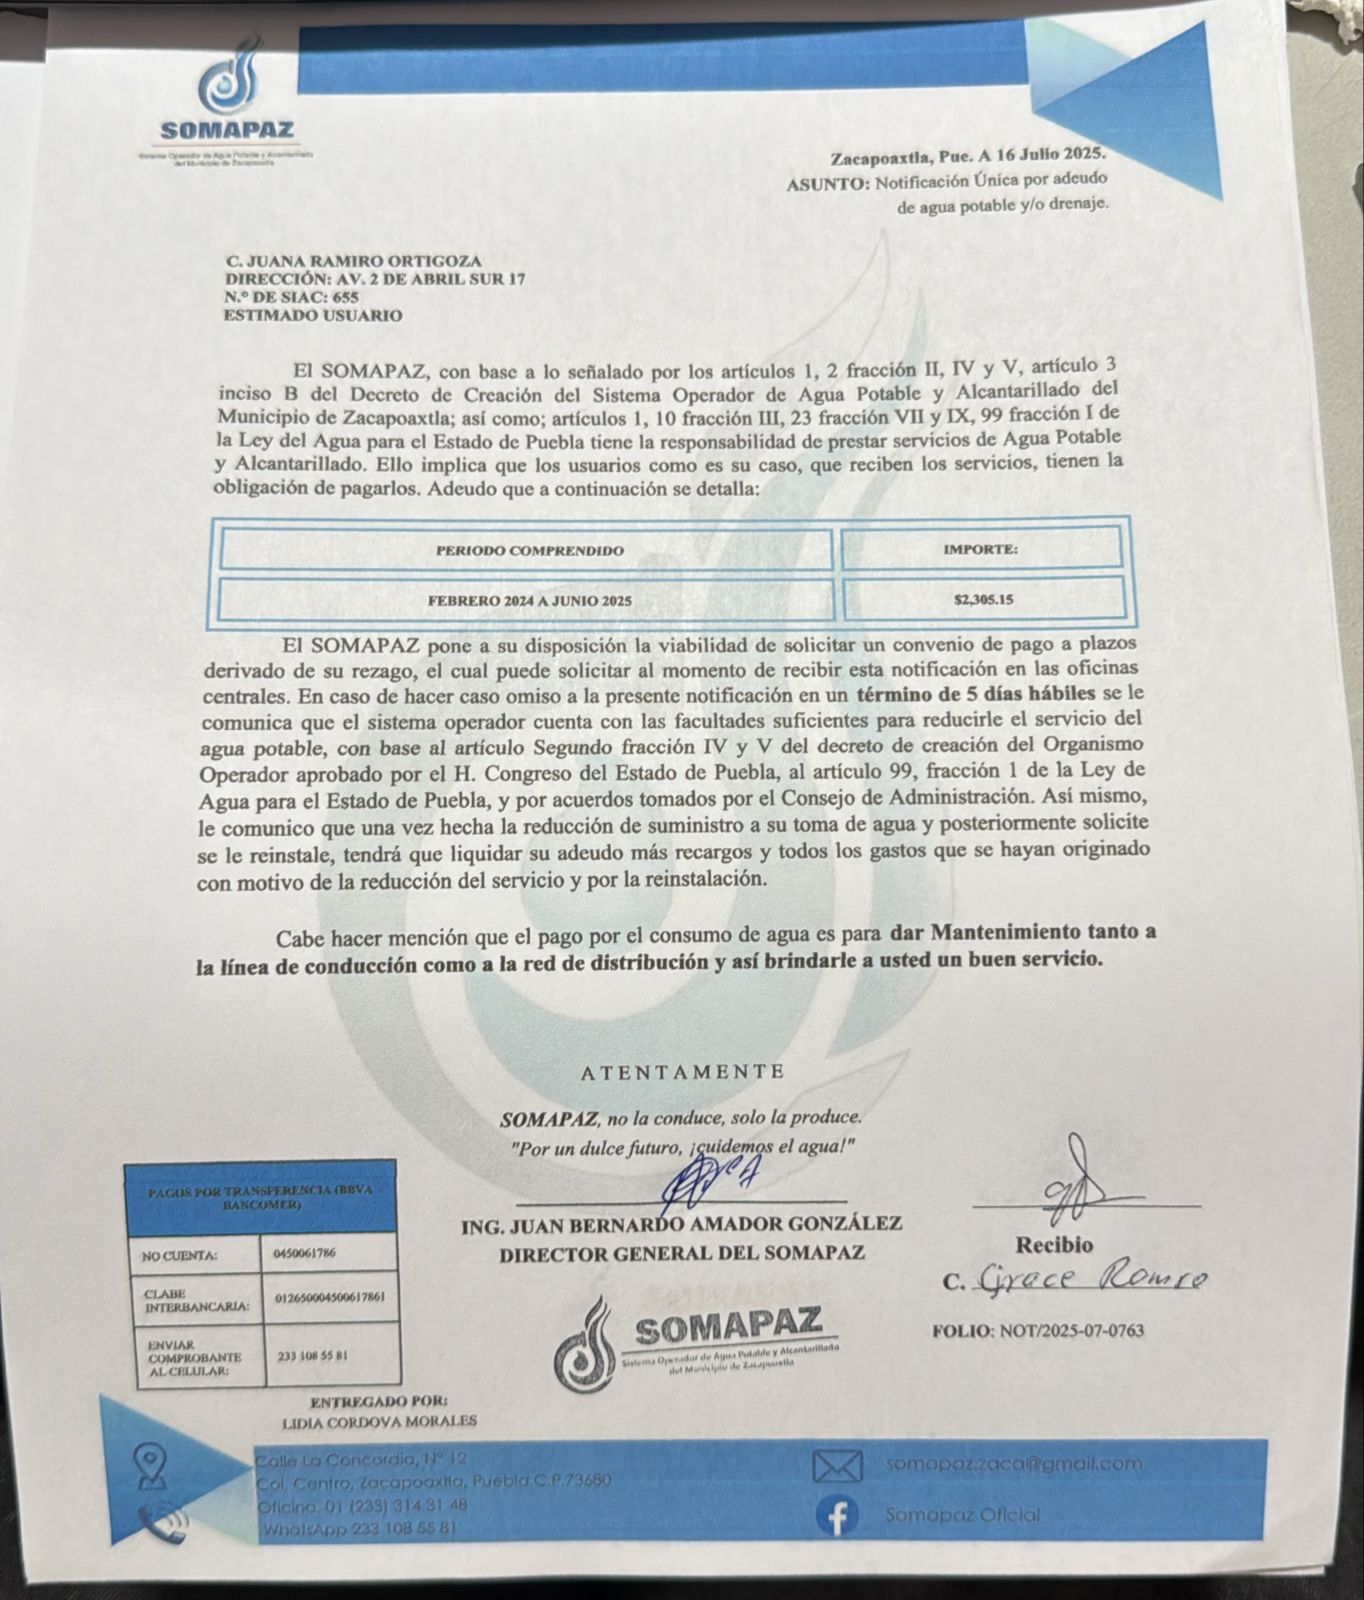 SOMAPAZ
Sistema Operador de Agua Potable y Alcantarillado
del Municipio de Zacapoaxtla
Zacapoaxtla, Pue. A 16 Julio 2025.
ASUNTO: Notificación Única por adeudo
de agua potable y/o drenaje.
C. JUANA RAMIRO ORTIGOZA
DIRECCIÓN: AV. 2 DE ABRIL SUR 17
N.º DE SIAC: 655
ESTIMADO USUARIO
El SOMAPAZ, con base a lo señalado por los artículos 1, 2 fracción II, IV y V, artículo 3
inciso B del Decreto de Creación del Sistema Operador de Agua Potable y Alcantarillado del
Municipio de Zacapoaxtla; así como; artículos 1, 10 fracción III, 23 fracción VII y IX, 99 fracción I de
la Ley del Agua para el Estado de Puebla tiene la responsabilidad de prestar servicios de Agua Potable
y Alcantarillado. Ello implica que los usuarios como es su caso, que reciben los servicios, tienen la
obligación de pagarlos. Adeudo que a continuación se detalla:
PERIODO COMPRENDIDO IMPORTE:
FEBRERO 2024 A JUNIO 2025 $2,305.15
El SOMAPAZ pone a su disposición la viabilidad de solicitar un convenio de pago a plazos
derivado de su rezago, el cual puede solicitar al momento de recibir esta notificación en las oficinas
centrales. En caso de hacer caso omiso a la presente notificación en un término de 5 días hábiles se le
comunica que el sistema operador cuenta con las facultades suficientes para reducirle el servicio del
agua potable, con base al artículo Segundo fracción IV y V del decreto de creación del Organismo
Operador aprobado por el H. Congreso del Estado de Puebla, al artículo 99, fracción 1 de la Ley de
Agua para el Estado de Puebla, y por acuerdos tomados por el Consejo de Administración. Así mismo,
le comunico que una vez hecha la reducción de suministro a su toma de agua y posteriormente solicite
se le reinstale, tendrá que liquidar su adeudo más recargos y todos los gastos que se hayan originado
con motivo de la reducción del servicio y por la reinstalación.
Cabe hacer mención que el pago por el consumo de agua es para dar Mantenimiento tanto a
la línea de conducción como a la red de distribución y así brindarle a usted un buen servicio.
ATENTAMENTE
SOMAPAZ, no la conduce, solo la produce.
"Por un dulce futuro, ¡cuidemos el agua!"
ING. JUAN BERNARDO AMADOR GONZÁLEZ
DIRECTOR GENERAL DEL SOMAPAZ
SOMAPAZ
Sistema Operador de Agua Potable y Alcantarillado
del Municipio de Zacapoaxtla
Recibio
C. Grace Romro
FOLIO: NOT/2025-07-0763
PAGOS POR TRANSFERENCIA (BBVA
BANCOMER)
NO CUENTA: 0450061786
CLABE
INTERBANCARIA: 012650004500617861
ENVIAR
COMPROBANTE
AL CELULAR: 233 108 55 81
ENTREGADO POR:
LIDIA CORDOVA MORALES
Calle La Concordia, N° 12
Col. Centro, Zacapoaxtla, Puebla C.P.73680
Oficina: 01 (233) 314 31 48
WhatsApp 233 108 55 81
somapaz.zaca@gmail.com
Somapaz Oficial